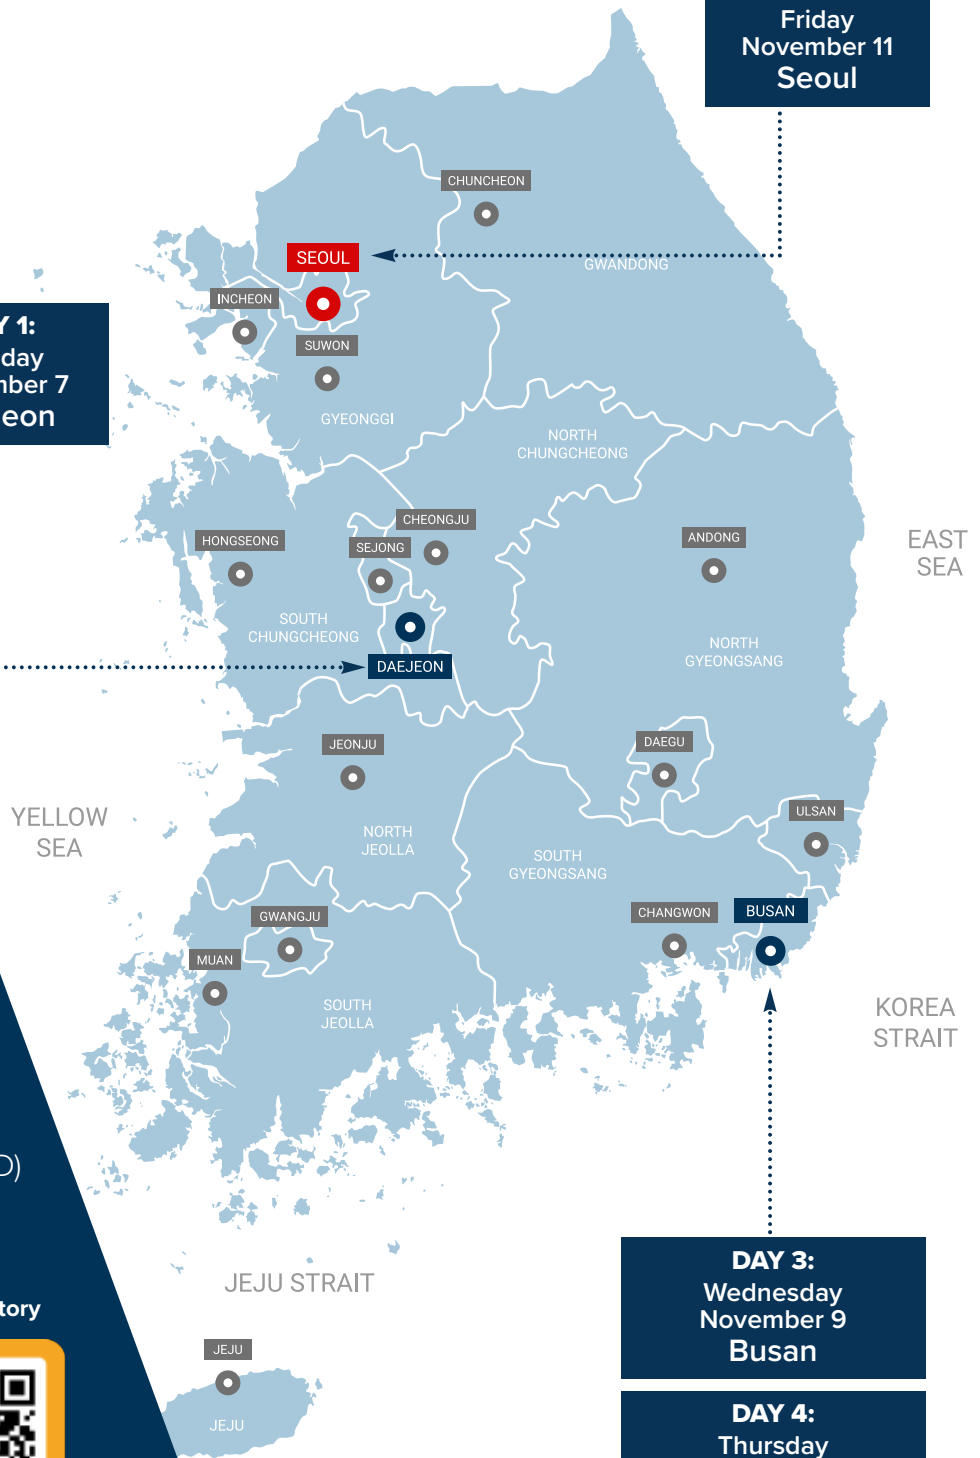 Friday
November 11
Seoul
CHUNCHEON
SEOUL
GWANDONG
INCHEON
SUWON
Y 1:
day
nber 7
eon
GYEONGGI
NORTH
CHUNGCHEONG
CHEONGJU
HONGSEONG
SEJONG
ANDONG
EAST
SEA
SOUTH
CHUNGCHEONG
NORTH
GYEONGSANG
DAEJEON
JEONJU
DAEGU
YELLOW
SEA
ULSAN
NORTH
JEOLLA
SOUTH
GYEONGSANG
GWANGJU
CHANGWON
BUSAN
MUAN
SOUTH
JEOLLA
KOREA
STRAIT
D)
JEJU STRAIT
tory
DAY 3:
Wednesday
November 9
Busan
JEJU
JEJU
DAY 4:
Thursday